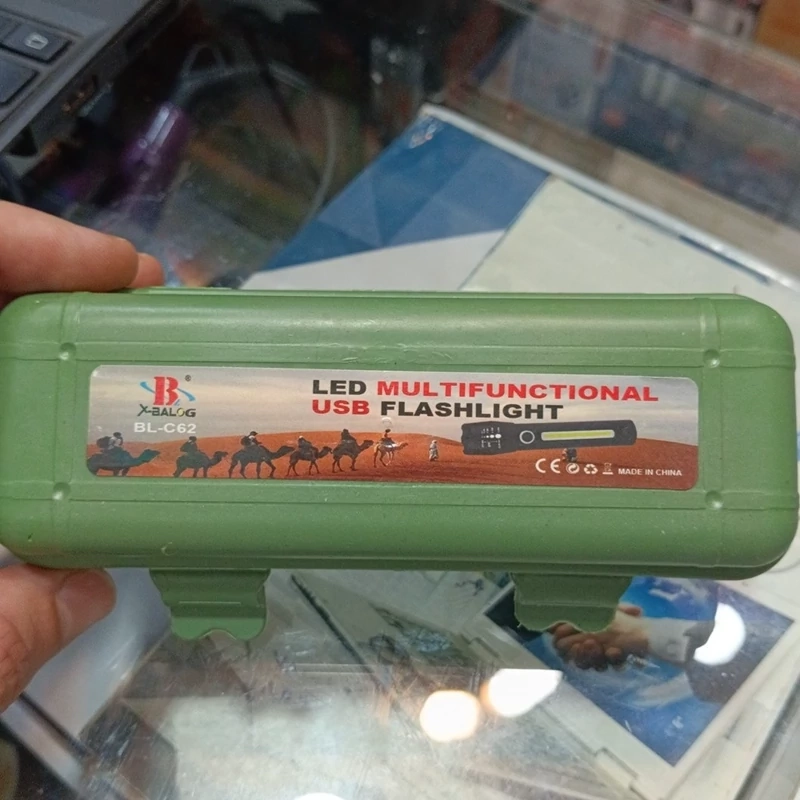 B®
X-BALOG
BL-C62
LED MULTIFUNCTIONAL
USB FLASHLIGHT
CE
MADE IN CHINA